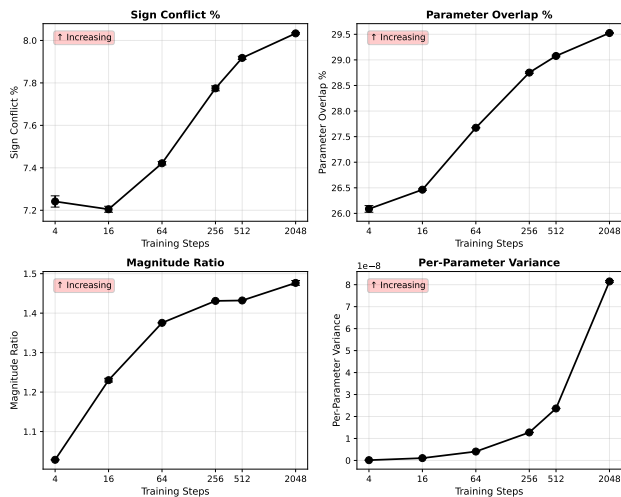 Sign Conflict %
↑ Increasing
Sign Conflict %
8.0
7.8
7.6
7.4
7.2
4 16 64 256 512 2048
Training Steps
Parameter Overlap %
↑ Increasing
Parameter Overlap %
29.5
29.0
28.5
28.0
27.5
27.0
26.5
26.0
4 16 64 256 512 2048
Training Steps
Magnitude Ratio
↑ Increasing
Magnitude Ratio
1.5
1.4
1.3
1.2
1.1
4 16 64 256 512 2048
Training Steps
Per-Parameter Variance
1e−8
↑ Increasing
Per-Parameter Variance
8
7
6
5
4
3
2
1
0
4 16 64 256 512 2048
Training Steps